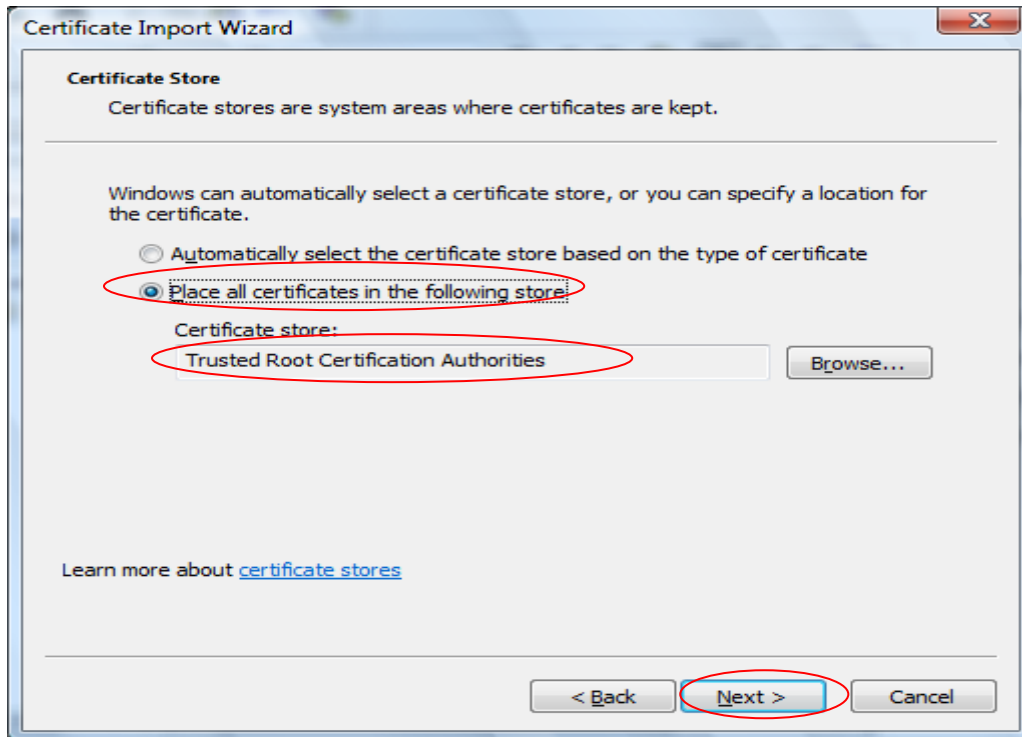 Certificate Import Wizard
Certificate Store
Certificate stores are system areas where certificates are kept.
Windows can automatically select a certificate store, or you can specify a location for
the certificate.
Automatically select the certificate store based on the type of certificate
Place all certificates in the following store
Certificate store:
Trusted Root Certification Authorities
Browse...
Learn more about certificate stores
< Back
Next >
Cancel